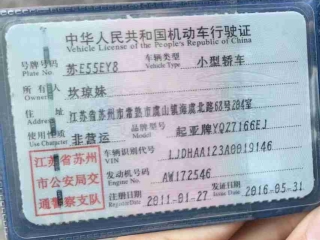 中华人民共和国机动车行驶证
Vehicle License of the People's Republic of China
号牌号码 苏E55EY8 车辆类型 小型轿车
Plate No. Vehicle Type
所有人 坎琼妹
Owner
住址 江苏省苏州市常熟市虞山镇海虞北路68号204室
使用性质 非营运 品牌型号 起亚牌YQZ7166EJ
Use Character Model
江苏省苏州
市公安局交
通警察支队
车辆识别代号 LJDHAA123A0019146
VIN
发动机号码 AW172546
Engine No.
注册日期 2011-01-27 发证日期 2016-05-31
Register Date Issue Date